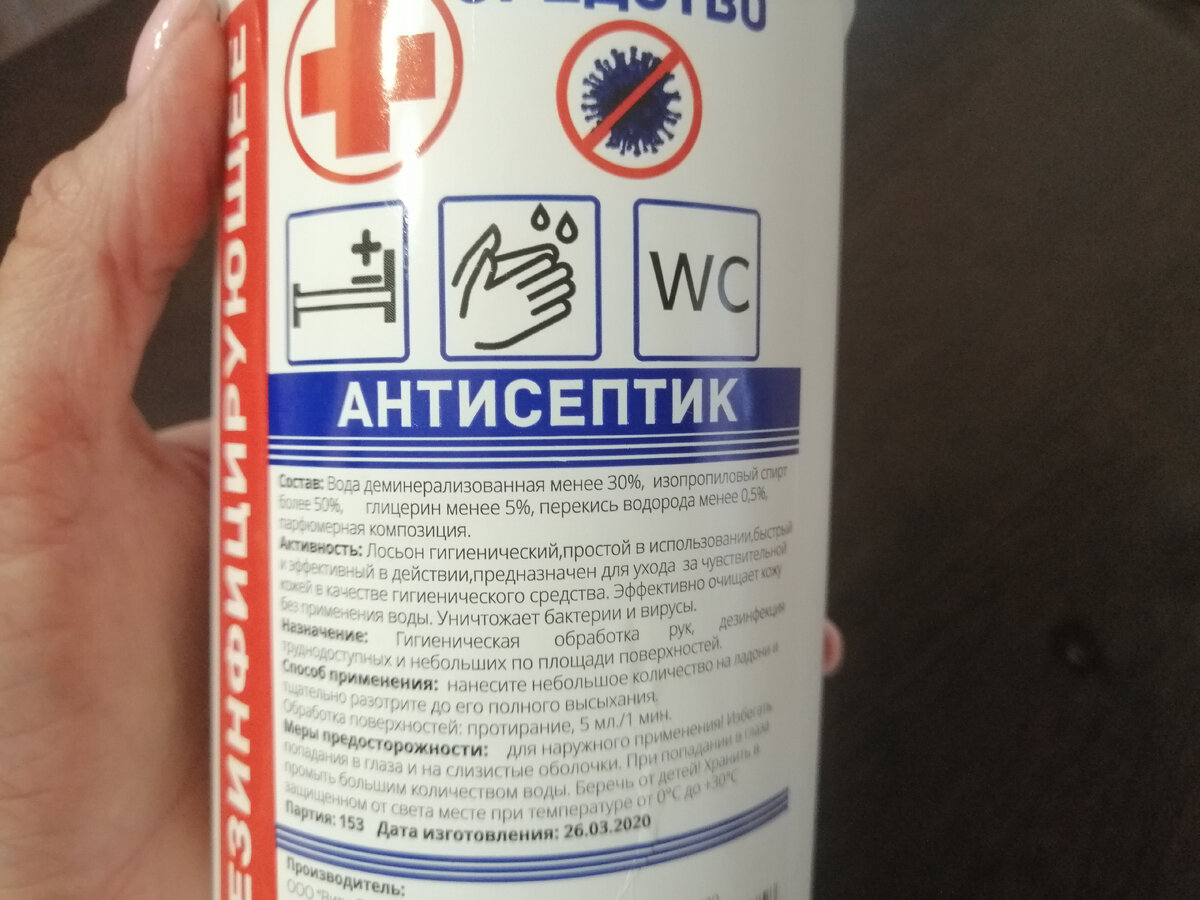 СРЕДСТВО
ЕЗИНФИЦИРУЮЩЕЕ
WC
АНТИСЕПТИК
Состав: Вода деминерализованная менее 30%, изопропиловый спирт
более 50%, глицерин менее 5%, перекись водорода менее 0,5%,
парфюмерная композиция.
Активность: Лосьон гигиенический,простой в использовании,быстрый
и эффективный в действии,предназначен для ухода за чувствительной
кожей в качестве гигиенического средства. Эффективно очищает кожу
без применения воды. Уничтожает бактерии и вирусы.
Назначение: Гигиеническая обработка рук, дезинфекция
труднодоступных и небольших по площади поверхностей.
Способ применения: нанесите небольшое количество на ладони и
тщательно разотрите до его полного высыхания.
Обработка поверхностей: протирание, 5 мл./1 мин.
Меры предосторожности: для наружного применения! Избегать
попадания в глаза и на слизистые оболочки. При попадании в глаза
промыть большим количеством воды. Беречь от детей! Хранить в
защищенном от света месте при температуре от 0°С до +30°С
Партия: 153 Дата изготовления: 26.03.2020
Производитель:
ООО